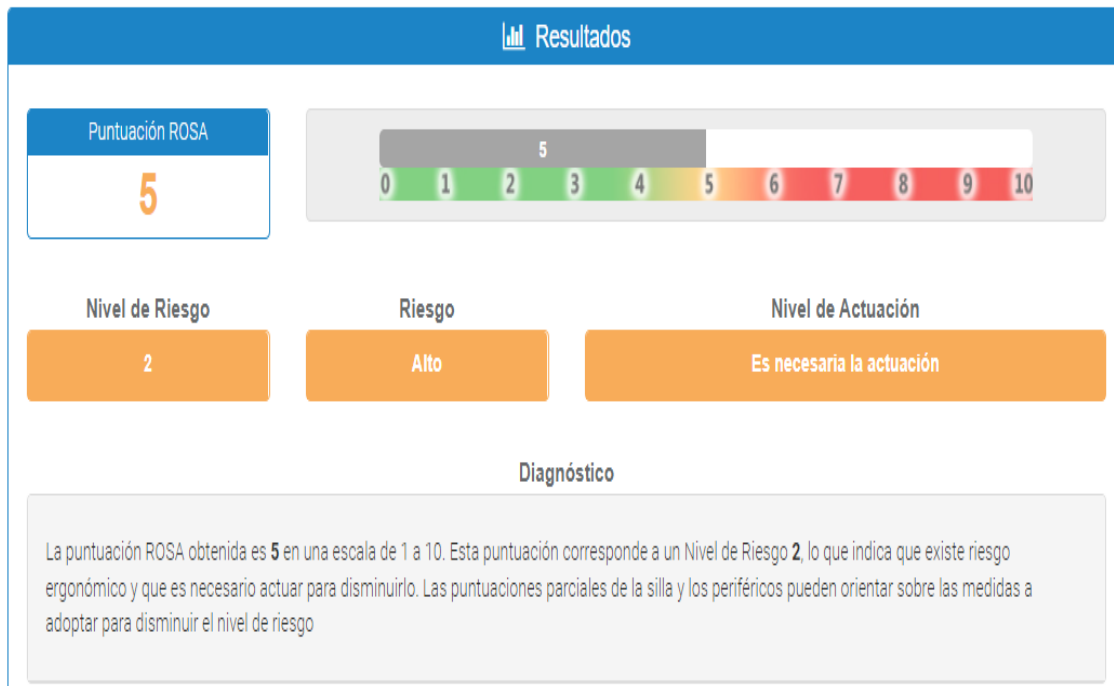 Resultados
Puntuación ROSA
5
5
0 1 2 3 4 5 6 7 8 9 10
Nivel de Riesgo
Riesgo
Nivel de Actuación
2
Alto
Es necesaria la actuación
Diagnóstico
La puntuación ROSA obtenida es 5 en una escala de 1 a 10. Esta puntuación corresponde a un Nivel de Riesgo 2, lo que indica que existe riesgo
ergonómico y que es necesario actuar para disminuirlo. Las puntuaciones parciales de la silla y los periféricos pueden orientar sobre las medidas a
adoptar para disminuir el nivel de riesgo